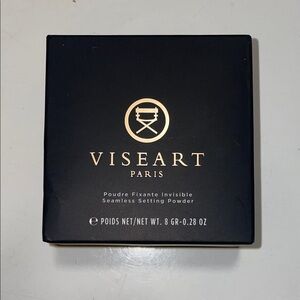 VISEART
PARIS
Poudre Fixante Invisible
Seamless Setting Powder
℮ POIDS NET/NET WT. 8 GR-0.28 OZ